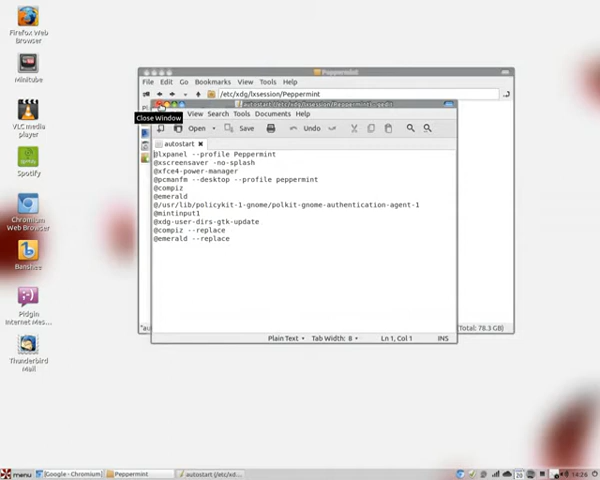 Firefox Web
Browser
Minitube
VLC media
player
Spotify
Chromium
Web Browser
Banshee
Pidgin
Internet Mes...
Thunderbird
Mail
Peppermint
File Edit Go Bookmarks View Tools Help
/etc/xdg/lxsession/Peppermint
autostart (/etc/xdg/lxsession/Peppermint) - gedit
Close Window
View Search Tools Documents Help
Open Save Undo
autostart
@lxpanel --profile Peppermint
@xscreensaver -no-splash
@xfce4-power-manager
@pcmanfm --desktop --profile peppermint
@compiz
@emerald
@/usr/lib/policykit-1-gnome/polkit-gnome-authentication-agent-1
@mintinput1
@xdg-user-dirs-gtk-update
@compiz --replace
@emerald --replace
Plain Text Tab Width: 8 Ln 1, Col 1 INS
"au
Total: 78.3 GB)
menu [Google - Chromium] Peppermint autostart (/etc/xd... 20 14:26